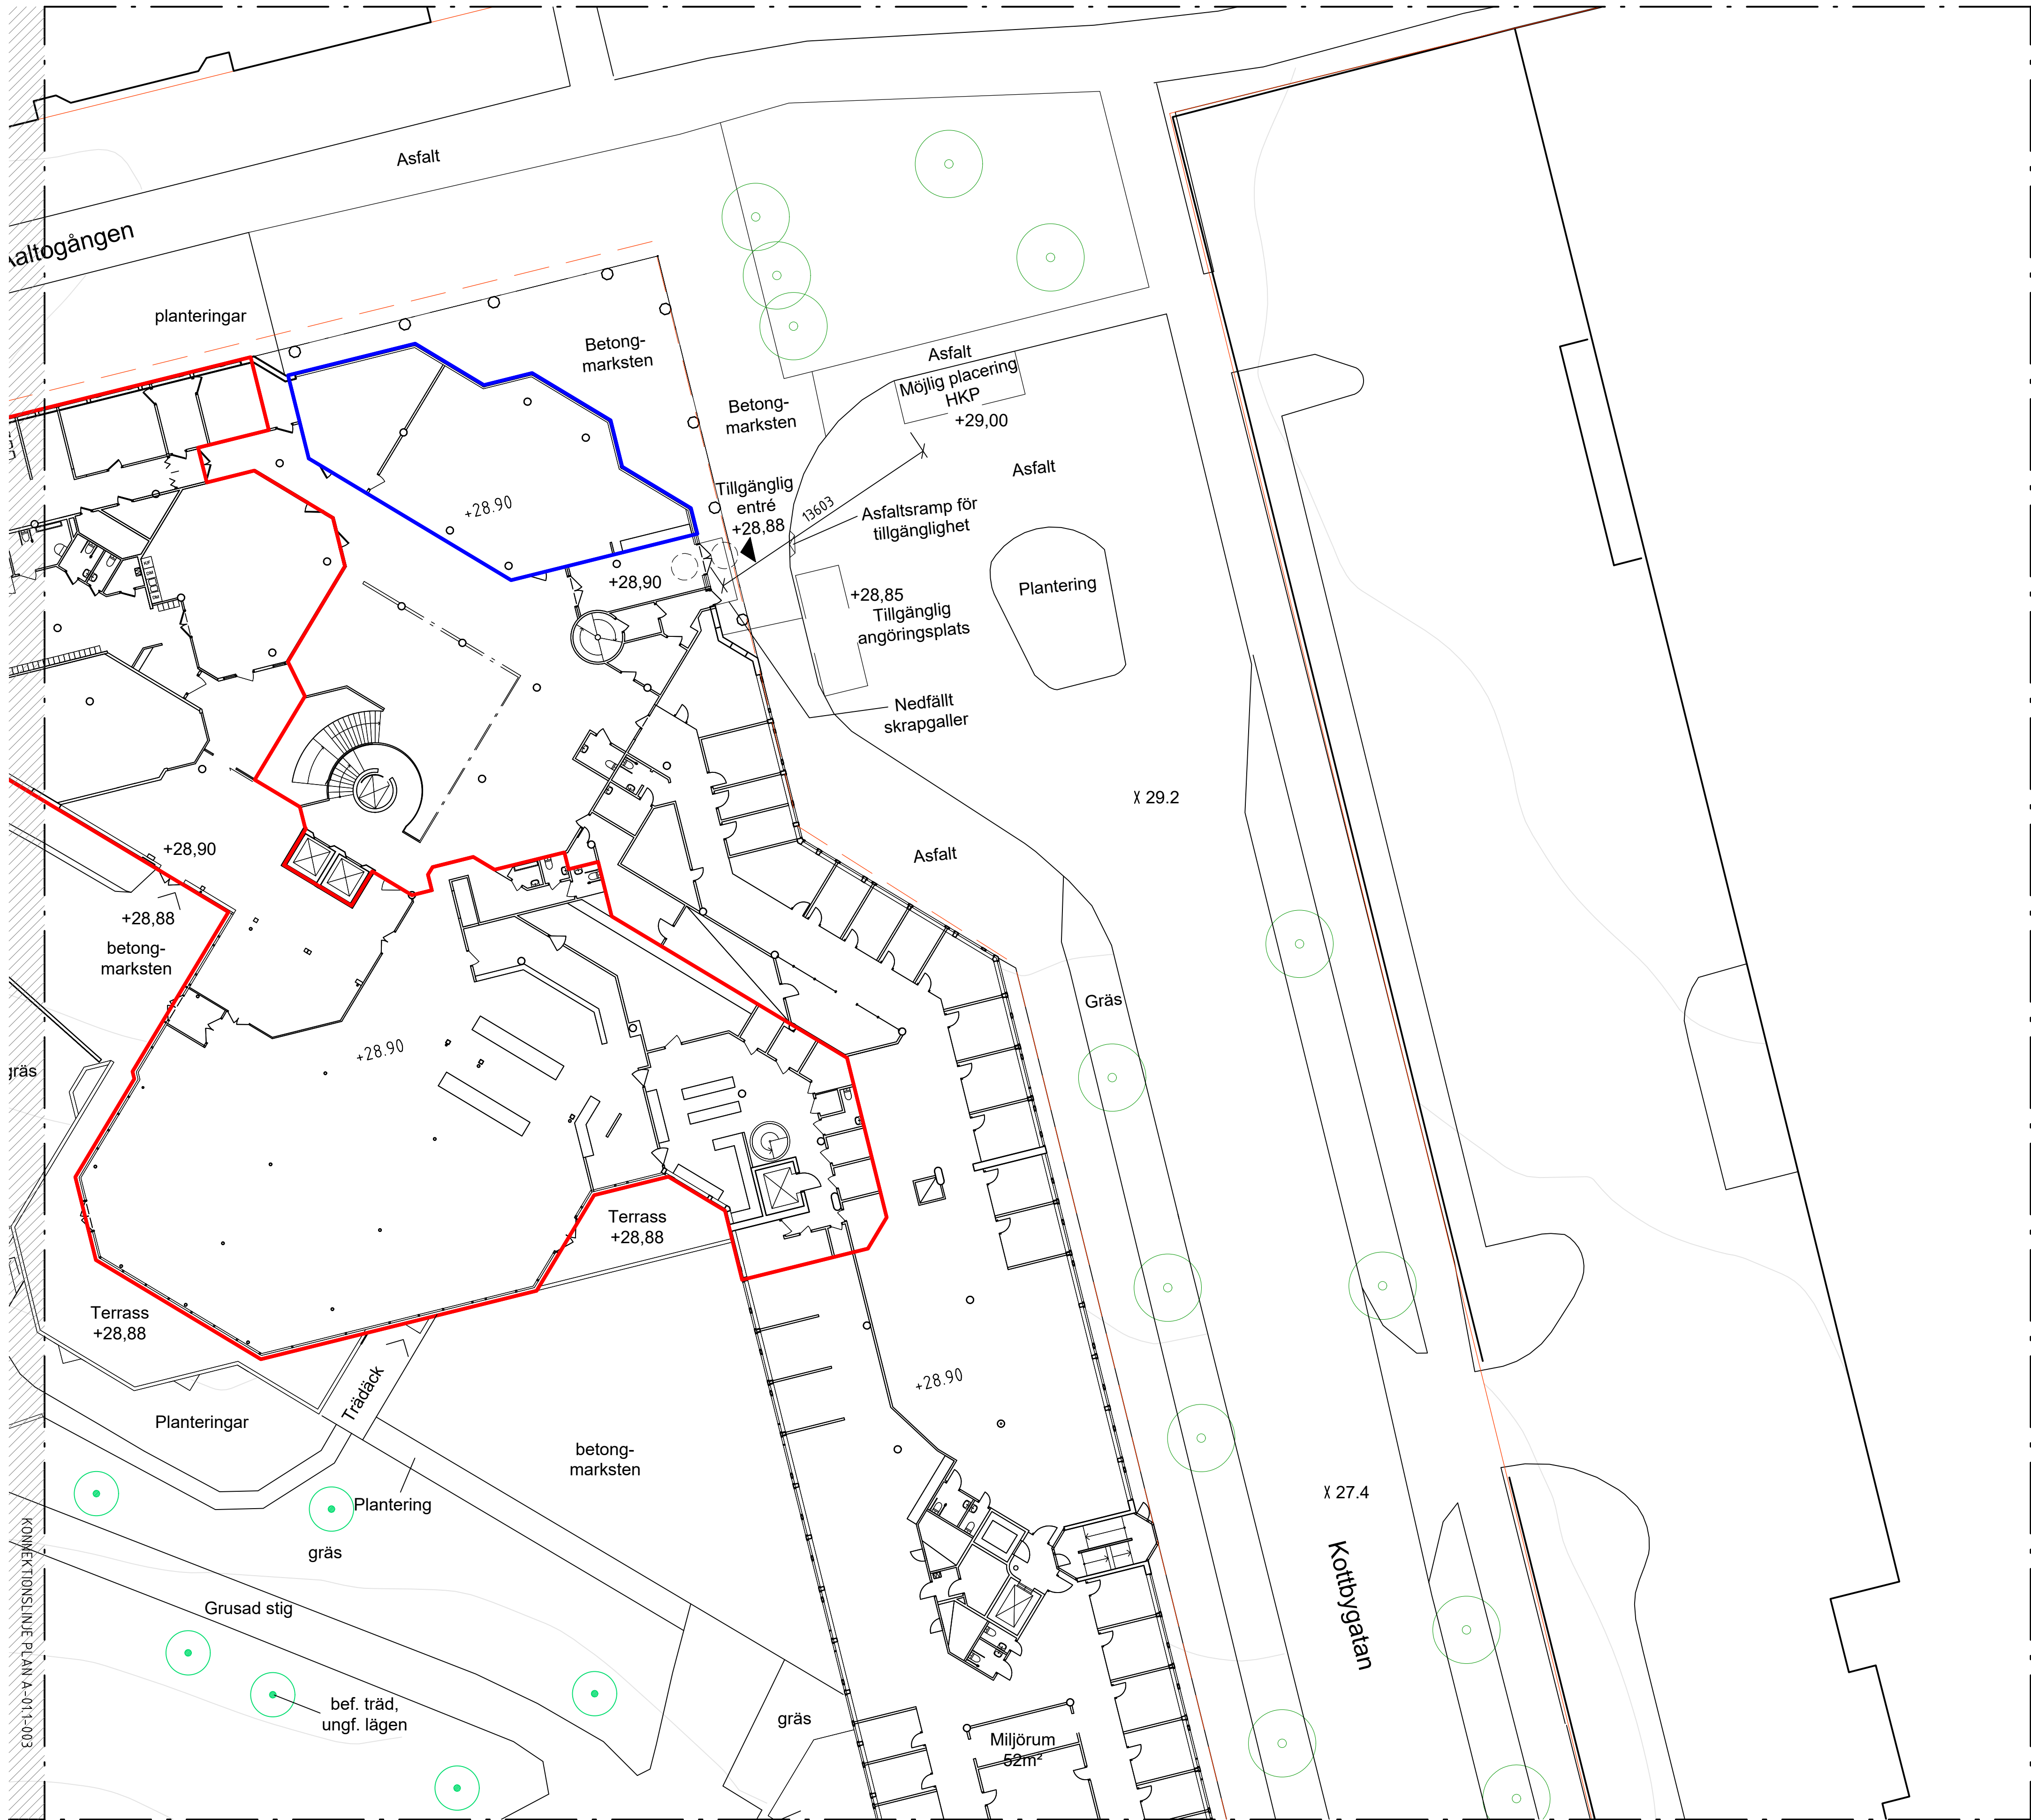 Asfalt
Aaltogången
planteringar
Betong-
marksten
Asfalt
Möjlig placering
HKP
+29,00
Betong-
marksten
Asfalt
Tillgänglig
entré
+28,88
13603
Asfaltsramp för
tillgänglighet
+28.90
+28,90
+28,85
Tillgänglig
angöringsplats
Plantering
Nedfällt
skrapgaller
X 29.2
+28,90
Asfalt
+28,88
betong-
marksten
Gräs
+28.90
gräs
Terrass
+28,88
Terrass
+28,88
Trädäck
+28.90
Planteringar
betong-
marksten
Plantering
X 27.4
gräs
Kottbygatan
Grusad stig
KONNEKTIONSLINJE PLAN A-01.1-003
bef. träd,
ungf. lägen
gräs
Miljörum
52m²